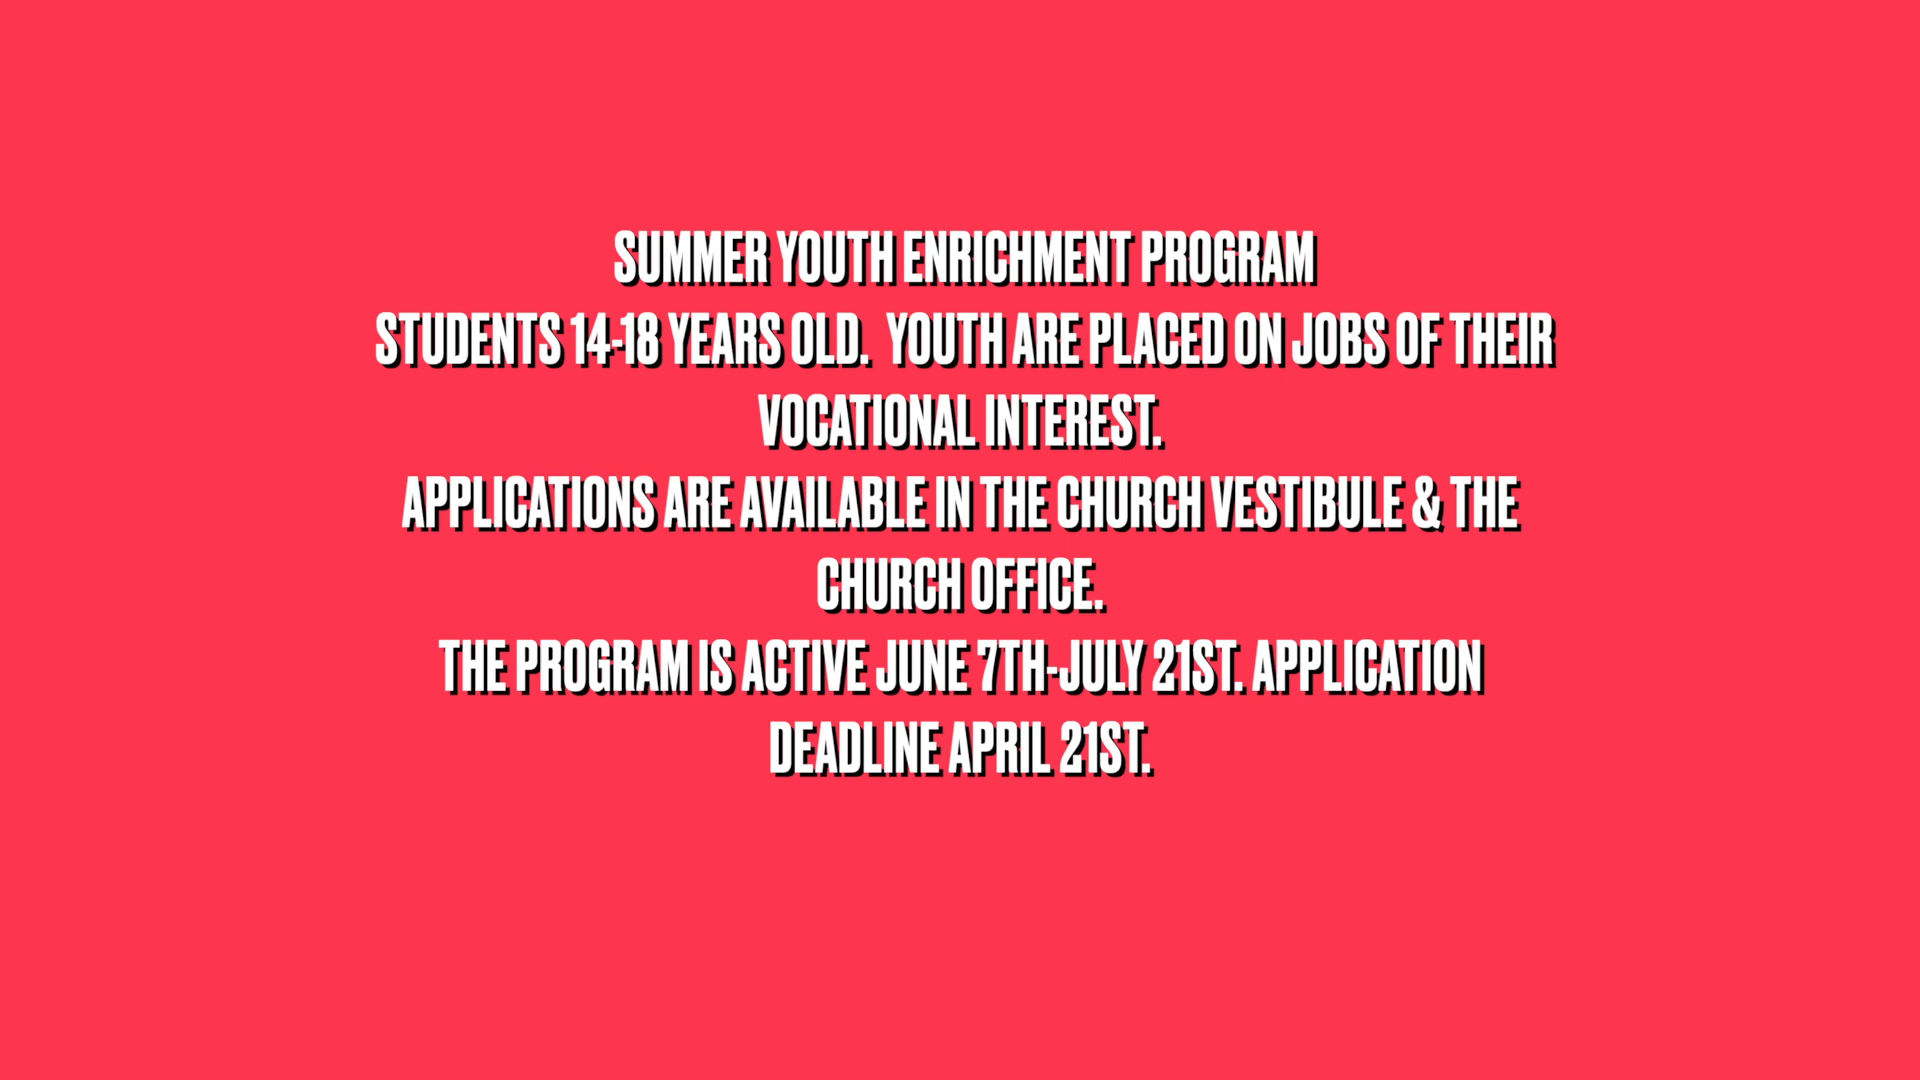 SUMMER YOUTH ENRICHMENT PROGRAM
STUDENTS 14-18 YEARS OLD.  YOUTH ARE PLACED ON JOBS OF THEIR
VOCATIONAL INTEREST.
APPLICATIONS ARE AVAILABLE IN THE CHURCH VESTIBULE & THE
CHURCH OFFICE.
THE PROGRAM IS ACTIVE JUNE 7TH-JULY 21ST. APPLICATION
DEADLINE APRIL 21ST.